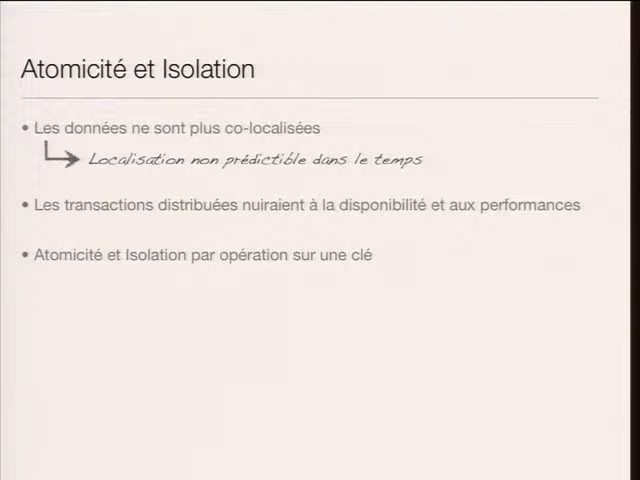 Atomicité et Isolation
• Les données ne sont plus co-localisées
Localisation non prédictible dans le temps
• Les transactions distribuées nuiraient à la disponibilité et aux performances
• Atomicité et Isolation par opération sur une clé